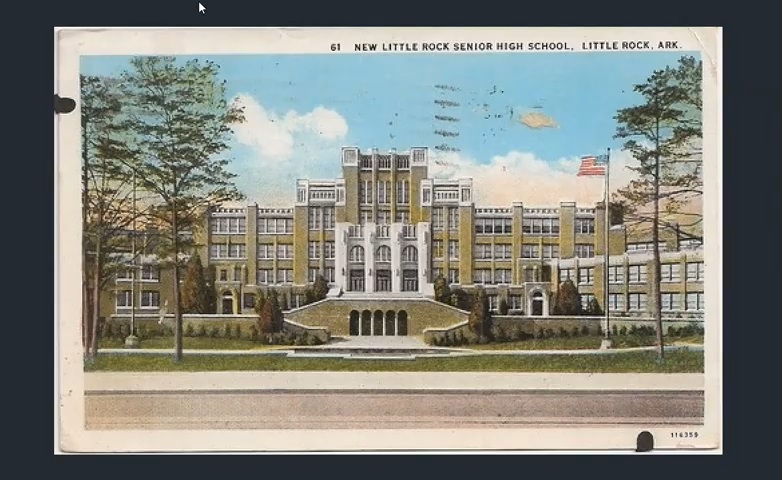 61 NEW LITTLE ROCK SENIOR HIGH SCHOOL, LITTLE ROCK, ARK.
116359